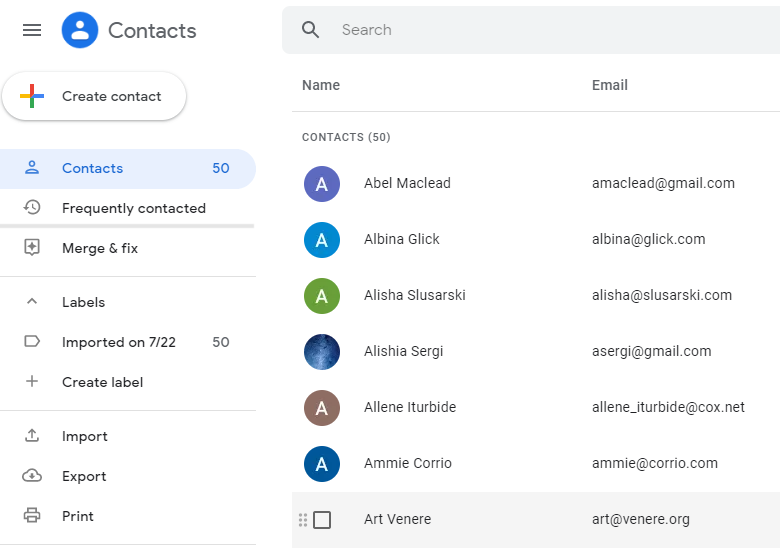 Contacts
Search
Create contact
Contacts 50
Frequently contacted
Merge & fix
Labels
Imported on 7/22 50
Create label
Import
Export
Print
Name Email
CONTACTS (50)
A Abel Maclead amaclead@gmail.com
A Albina Glick albina@glick.com
A Alisha Slusarski alisha@slusarski.com
Alishia Sergi asergi@gmail.com
A Allene Iturbide allene_iturbide@cox.net
A Ammie Corrio ammie@corrio.com
Art Venere art@venere.org